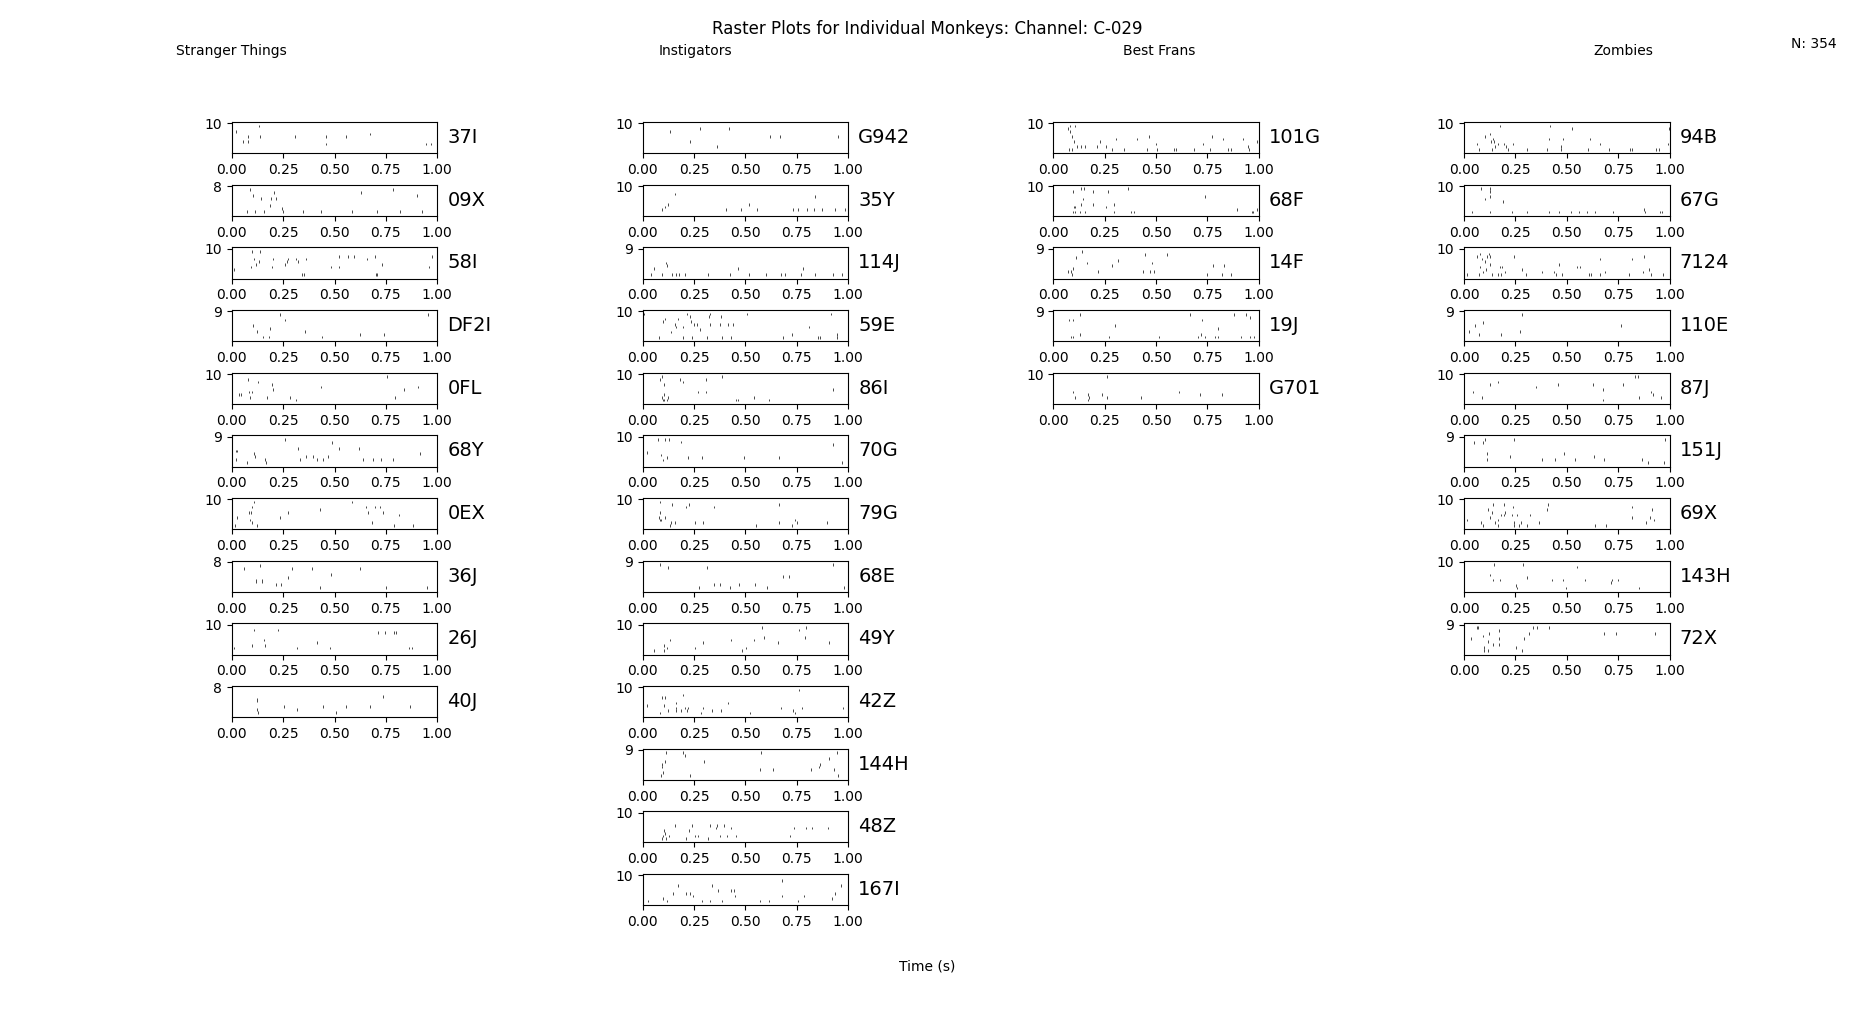 Raster Plots for Individual Monkeys: Channel: C-029
Stranger Things Instigators Best Frans Zombies N: 354
10 37I 10 G942 10 101G 10 94B
0.00 0.25 0.50 0.75 1.00 0.00 0.25 0.50 0.75 1.00 0.00 0.25 0.50 0.75 1.00 0.00 0.25 0.50 0.75 1.00
8 09X 10 35Y 10 68F 10 67G
0.00 0.25 0.50 0.75 1.00 0.00 0.25 0.50 0.75 1.00 0.00 0.25 0.50 0.75 1.00 0.00 0.25 0.50 0.75 1.00
10 58I 9 114J 9 14F 10 7124
0.00 0.25 0.50 0.75 1.00 0.00 0.25 0.50 0.75 1.00 0.00 0.25 0.50 0.75 1.00 0.00 0.25 0.50 0.75 1.00
9 DF2I 10 59E 9 19J 9 110E
0.00 0.25 0.50 0.75 1.00 0.00 0.25 0.50 0.75 1.00 0.00 0.25 0.50 0.75 1.00 0.00 0.25 0.50 0.75 1.00
10 0FL 10 86I 10 G701 10 87J
0.00 0.25 0.50 0.75 1.00 0.00 0.25 0.50 0.75 1.00 0.00 0.25 0.50 0.75 1.00 0.00 0.25 0.50 0.75 1.00
9 68Y 10 70G 9 151J
0.00 0.25 0.50 0.75 1.00 0.00 0.25 0.50 0.75 1.00 0.00 0.25 0.50 0.75 1.00
10 0EX 10 79G 10 69X
0.00 0.25 0.50 0.75 1.00 0.00 0.25 0.50 0.75 1.00 0.00 0.25 0.50 0.75 1.00
8 36J 9 68E 10 143H
0.00 0.25 0.50 0.75 1.00 0.00 0.25 0.50 0.75 1.00 0.00 0.25 0.50 0.75 1.00
10 26J 10 49Y 9 72X
0.00 0.25 0.50 0.75 1.00 0.00 0.25 0.50 0.75 1.00 0.00 0.25 0.50 0.75 1.00
8 40J 10 42Z
0.00 0.25 0.50 0.75 1.00 0.00 0.25 0.50 0.75 1.00
9 144H
0.00 0.25 0.50 0.75 1.00
10 48Z
0.00 0.25 0.50 0.75 1.00
10 167I
0.00 0.25 0.50 0.75 1.00
Time (s)